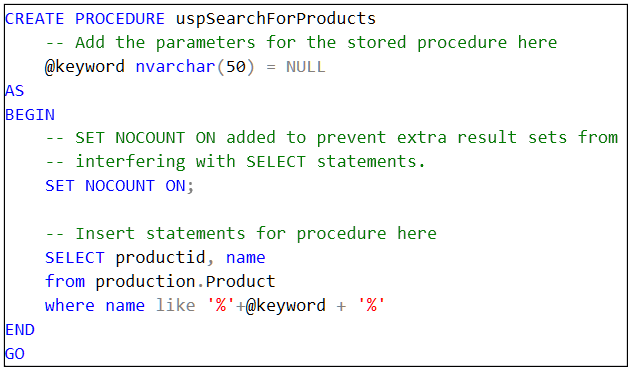 CREATE PROCEDURE uspSearchForProducts
    -- Add the parameters for the stored procedure here
    @keyword nvarchar(50) = NULL
AS
BEGIN
    -- SET NOCOUNT ON added to prevent extra result sets from
    -- interfering with SELECT statements.
    SET NOCOUNT ON;

    -- Insert statements for procedure here
    SELECT productid, name
    from production.Product
    where name like '%'+@keyword + '%'
END
GO